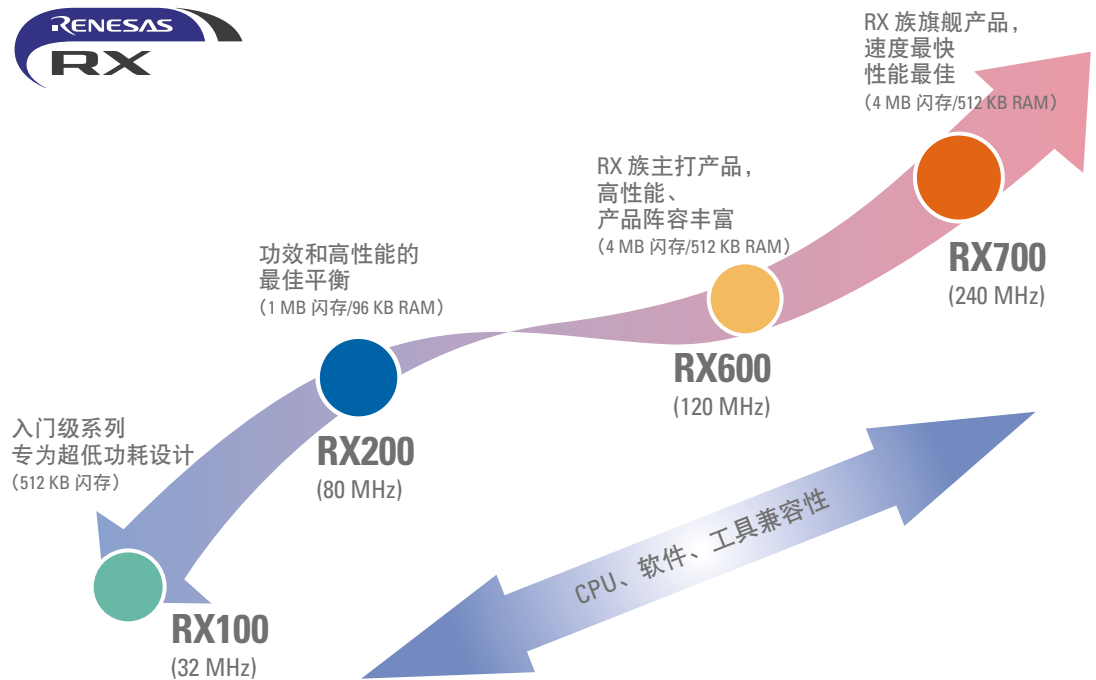 RENESAS
RX
RX 族旗舰产品，
速度最快
性能最佳
（4 MB 闪存/512 KB RAM）
RX700
(240 MHz)
RX 族主打产品，
高性能、
产品阵容丰富
（4 MB 闪存/512 KB RAM）
RX600
(120 MHz)
功效和高性能的
最佳平衡
（1 MB 闪存/96 KB RAM）
RX200
(80 MHz)
入门级系列
专为超低功耗设计
（512 KB 闪存）
RX100
(32 MHz)
CPU、软件、工具兼容性